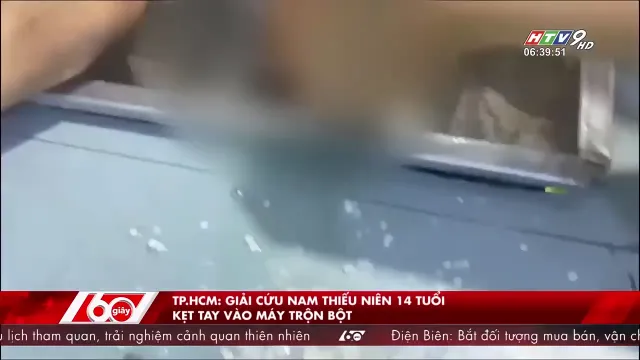 HTV9 HD
06:39:51
TP.HCM: GIẢI CỨU NAM THIẾU NIÊN 14 TUỔI
KẸT TAY VÀO MÁY TRỘN BỘT
60 giây
u lịch tham quan, trải nghiệm cảnh quan thiên nhiên 60 Điện Biên: Bắt đối tượng mua bán, vận